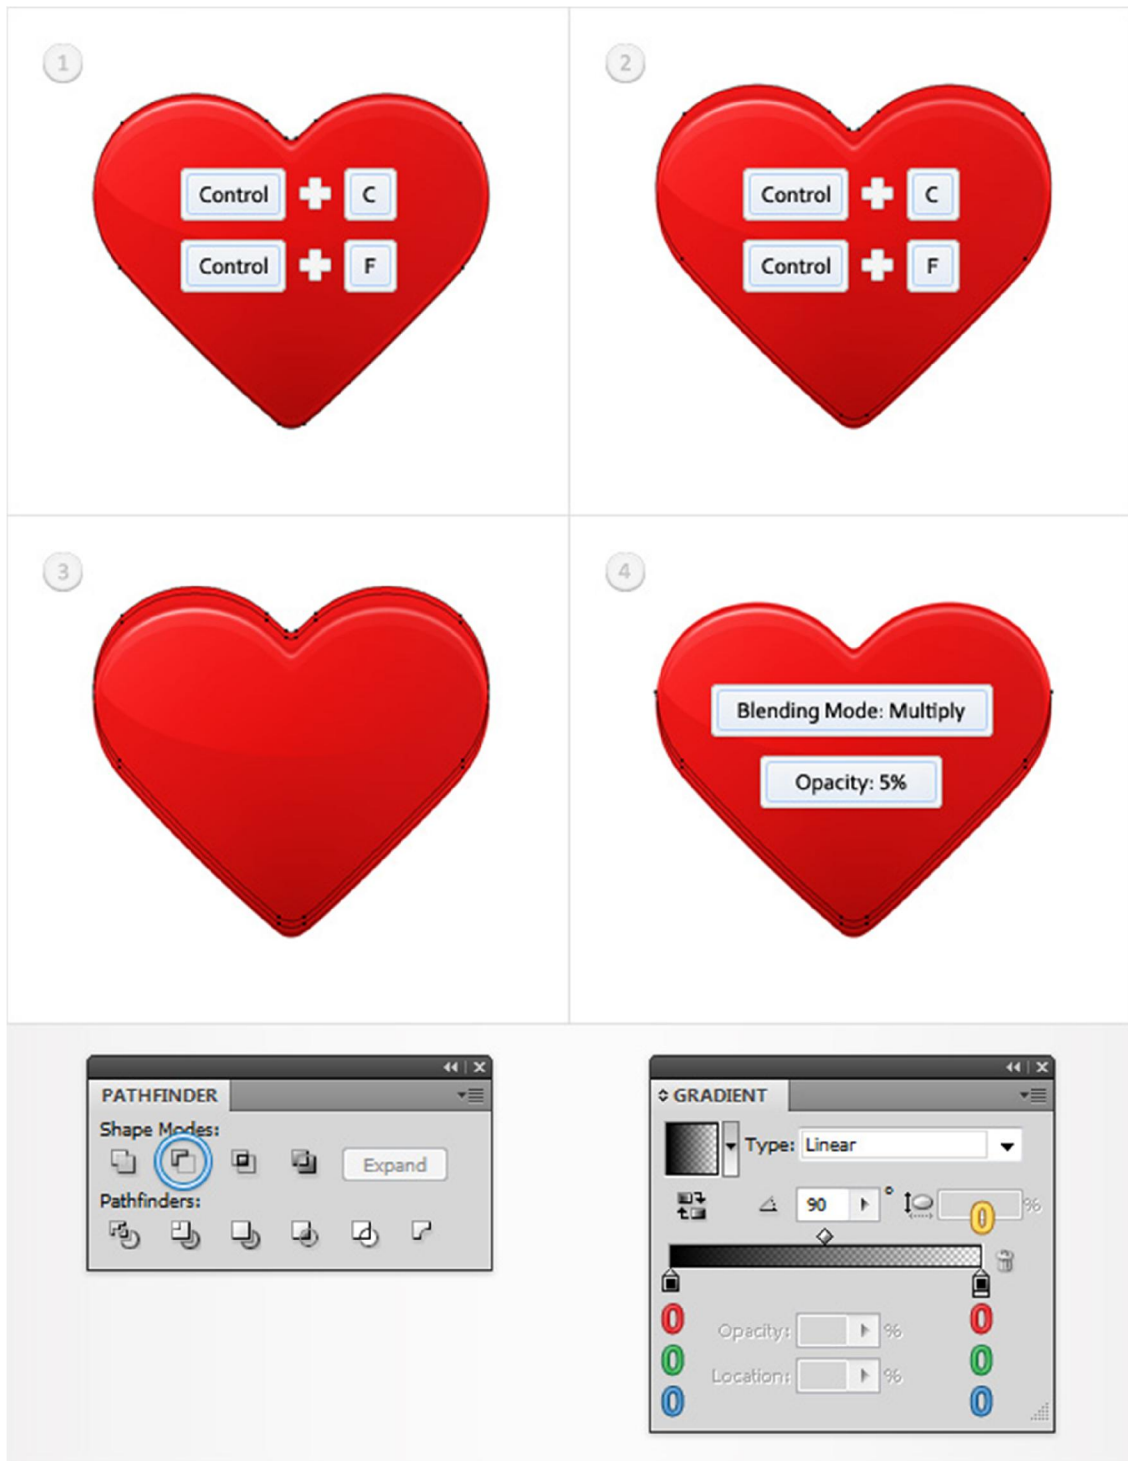 1
Control + C
Control + F
2
Control + C
Control + F
3
4
Blending Mode: Multiply
Opacity: 5%
PATHFINDER
Shape Modes:
Expand
Pathfinders:
GRADIENT
Type: Linear
90 °
0 %
0 0
Opacity: %
0 0
Location: %
0 0